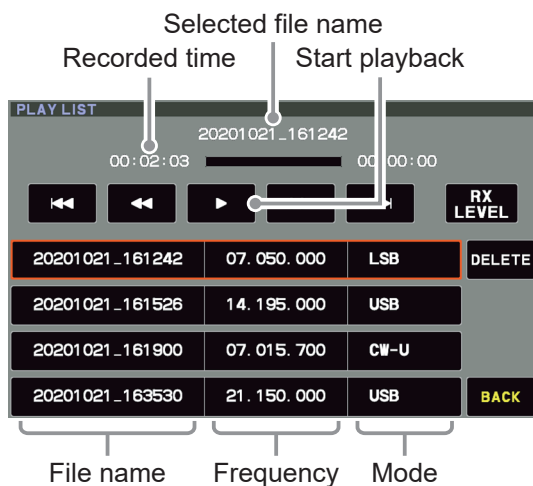 Selected file name
Recorded time Start playback
PLAY LIST
20201021_161242
00:02:03 00:00:00
RX LEVEL
20201021_161242 07.050.000 LSB DELETE
20201021_161526 14.195.000 USB
20201021_161900 07.015.700 CW-U
20201021_163530 21.150.000 USB BACK
File name Frequency Mode